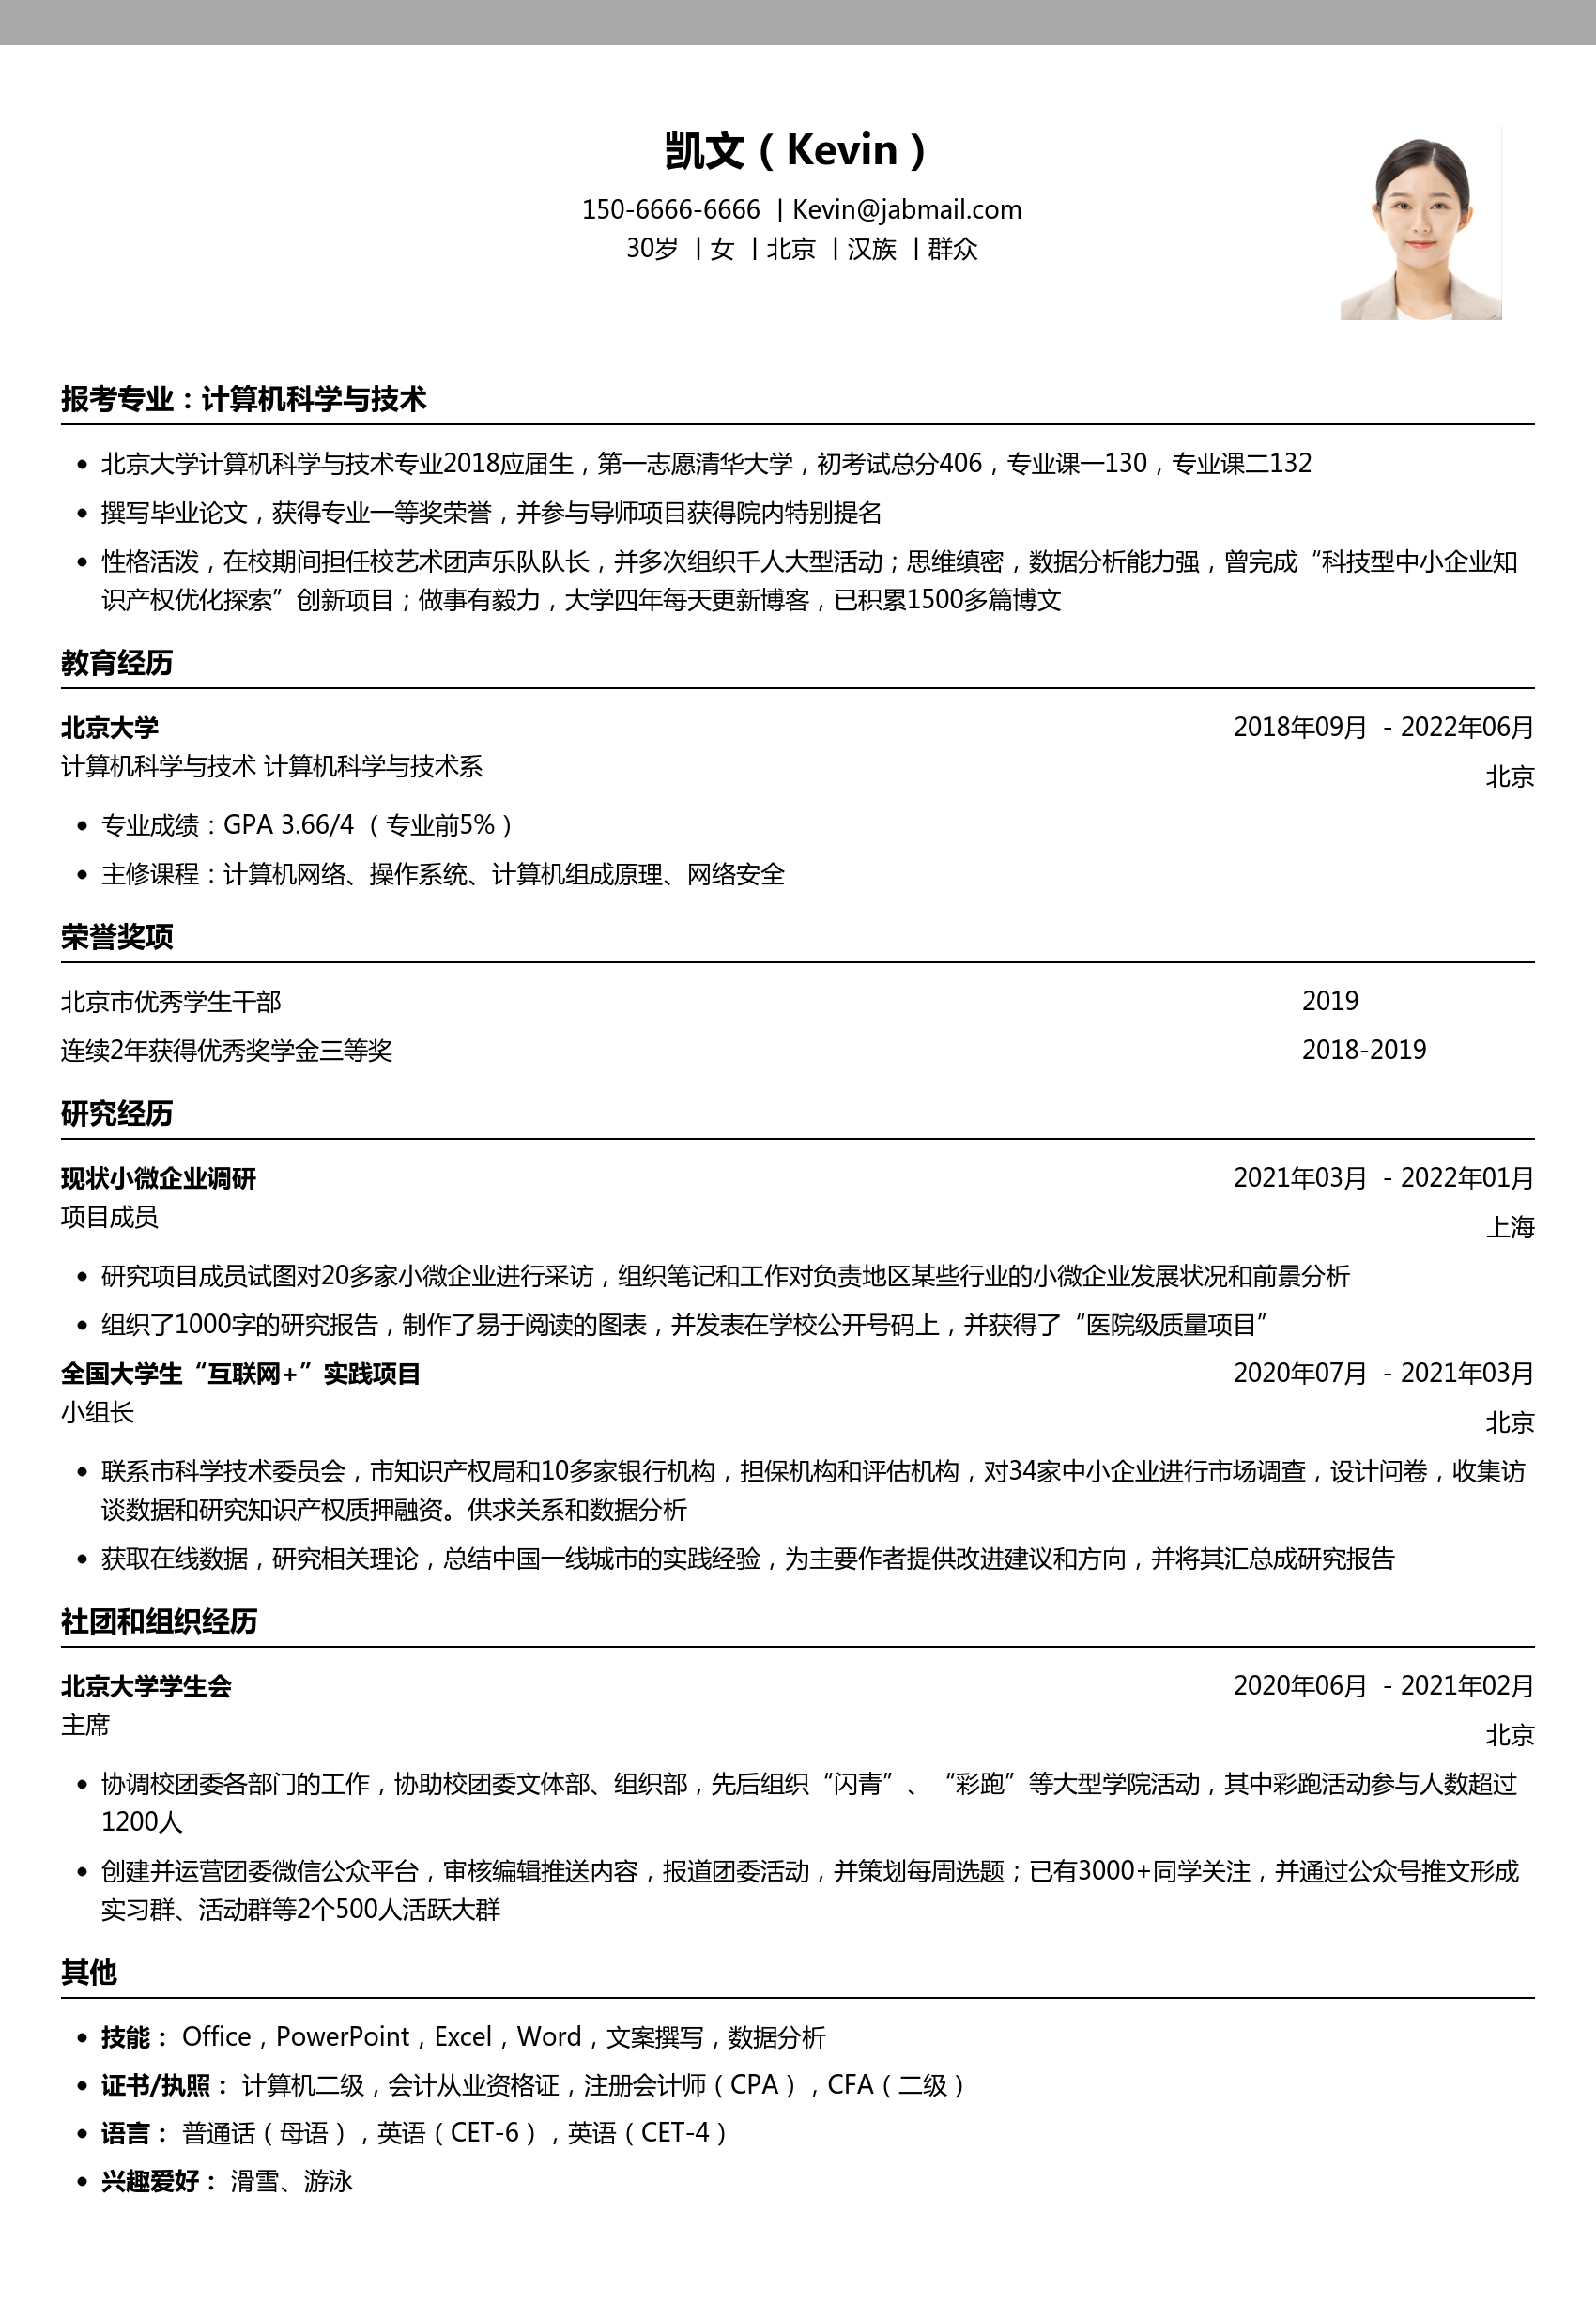 凯文（Kevin）
150-6666-6666 丨Kevin@jabmail.com
30岁 丨女 丨北京 丨汉族 丨群众
报考专业：计算机科学与技术
• 北京大学计算机科学与技术专业2018应届生，第一志愿清华大学，初考试总分406，专业课一130，专业课二132
• 撰写毕业论文，获得专业一等奖荣誉，并参与导师项目获得院内特别提名
• 性格活泼，在校期间担任校艺术团声乐队队长，并多次组织千人大型活动；思维缜密，数据分析能力强，曾完成“科技型中小企业知
识产权优化探索”创新项目；做事有毅力，大学四年每天更新博客，已积累1500多篇博文
教育经历
北京大学 2018年09月 - 2022年06月
计算机科学与技术 计算机科学与技术系 北京
• 专业成绩：GPA 3.66/4 （专业前5%）
• 主修课程：计算机网络、操作系统、计算机组成原理、网络安全
荣誉奖项
北京市优秀学生干部 2019
连续2年获得优秀奖学金三等奖 2018-2019
研究经历
现状小微企业调研 2021年03月 - 2022年01月
项目成员 上海
• 研究项目成员试图对20多家小微企业进行采访，组织笔记和工作对负责地区某些行业的小微企业发展状况和前景分析
• 组织了1000字的研究报告，制作了易于阅读的图表，并发表在学校公开号码上，并获得了“医院级质量项目”
全国大学生“互联网+”实践项目 2020年07月 - 2021年03月
小组长 北京
• 联系市科学技术委员会，市知识产权局和10多家银行机构，担保机构和评估机构，对34家中小企业进行市场调查，设计问卷，收集访
谈数据和研究知识产权质押融资。供求关系和数据分析
• 获取在线数据，研究相关理论，总结中国一线城市的实践经验，为主要作者提供改进建议和方向，并将其汇总成研究报告
社团和组织经历
北京大学学生会 2020年06月 - 2021年02月
主席 北京
• 协调校团委各部门的工作，协助校团委文体部、组织部，先后组织“闪青”、“彩跑”等大型学院活动，其中彩跑活动参与人数超过
1200人
• 创建并运营团委微信公众平台，审核编辑推送内容，报道团委活动，并策划每周选题；已有3000+同学关注，并通过公众号推文形成
实习群、活动群等2个500人活跃大群
其他
• 技能： Office，PowerPoint，Excel，Word，文案撰写，数据分析
• 证书/执照： 计算机二级，会计从业资格证，注册会计师（CPA），CFA（二级）
• 语言： 普通话（母语），英语（CET-6），英语（CET-4）
• 兴趣爱好： 滑雪、游泳